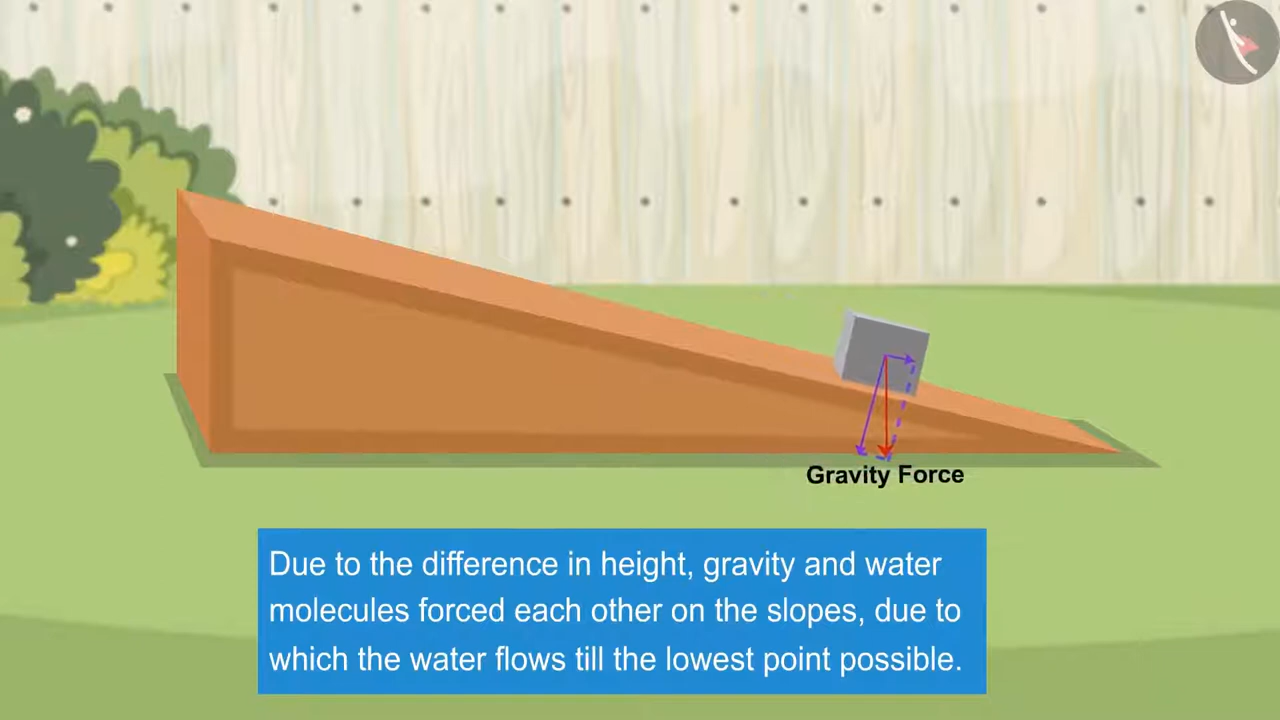 Gravity Force
Due to the difference in height, gravity and water
molecules forced each other on the slopes, due to
which the water flows till the lowest point possible.